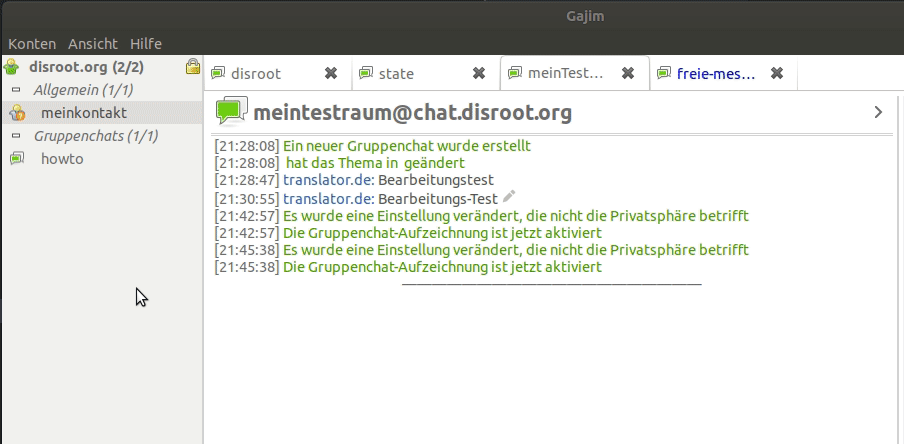 Gajim
Konten Ansicht Hilfe
disroot.org (2/2)
Allgemein (1/1)
meinkontakt
Gruppenchats (1/1)
howto
disroot state meinTest... freie-mes...
meintestraum@chat.disroot.org
[21:28:08] Ein neuer Gruppenchat wurde erstellt
[21:28:08] hat das Thema in geändert
[21:28:47] translator.de: Bearbeitungstest
[21:30:55] translator.de: Bearbeitungs-Test
[21:42:57] Es wurde eine Einstellung verändert, die nicht die Privatsphäre betrifft
[21:42:57] Die Gruppenchat-Aufzeichnung ist jetzt aktiviert
[21:45:38] Es wurde eine Einstellung verändert, die nicht die Privatsphäre betrifft
[21:45:38] Die Gruppenchat-Aufzeichnung ist jetzt aktiviert